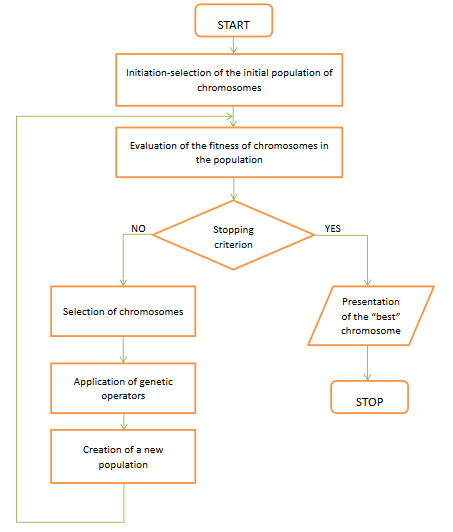 START
Initiation-selection of the initial population of
chromosomes
Evaluation of the fitness of chromosomes in
the population
Stopping
criterion
NO
YES
Selection of chromosomes
Application of genetic
operators
Creation of a new
population
Presentation
of the “best”
chromosome
STOP